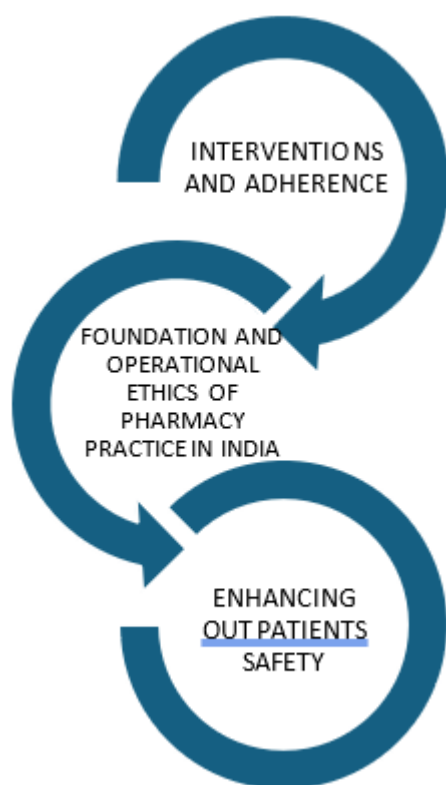 INTERVENTIONS
AND ADHERENCE
FOUNDATION AND
OPERATIONAL
ETHICS OF
PHARMACY
PRACTICE IN INDIA
ENHANCING
OUT PATIENTS
SAFETY